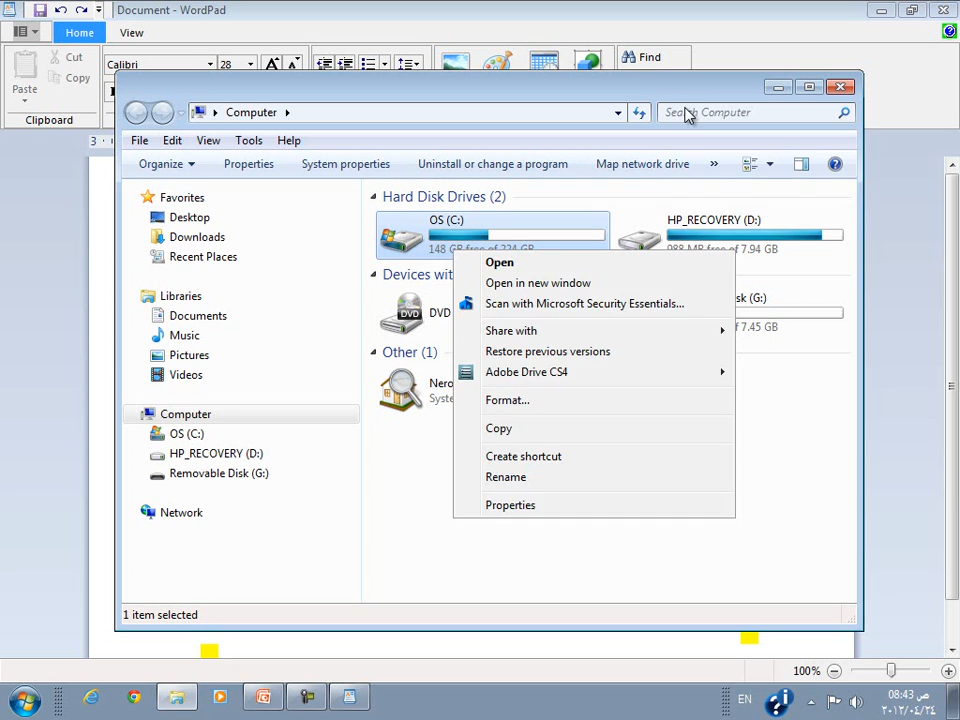 Document - WordPad
Home View
Cut
Copy
Paste
Clipboard
Calibri 28
Find
3
Computer
Search Computer
File Edit View Tools Help
Organize Properties System properties Uninstall or change a program Map network drive »
Favorites
Desktop
Downloads
Recent Places
Libraries
Documents
Music
Pictures
Videos
Computer
OS (C:)
HP_RECOVERY (D:)
Removable Disk (G:)
Network
Hard Disk Drives (2)
OS (C:)
148 GB free of 224 GB
HP_RECOVERY (D:)
988 MB free of 7.94 GB
Devices wit
DVD
sk (G:)
of 7.45 GB
Other (1)
Nero
Syste
Open
Open in new window
Scan with Microsoft Security Essentials...
Share with
Restore previous versions
Adobe Drive CS4
Format...
Copy
Create shortcut
Rename
Properties
1 item selected
100%
EN
08:43 ص
٢٠١٢/٠٤/٢٤